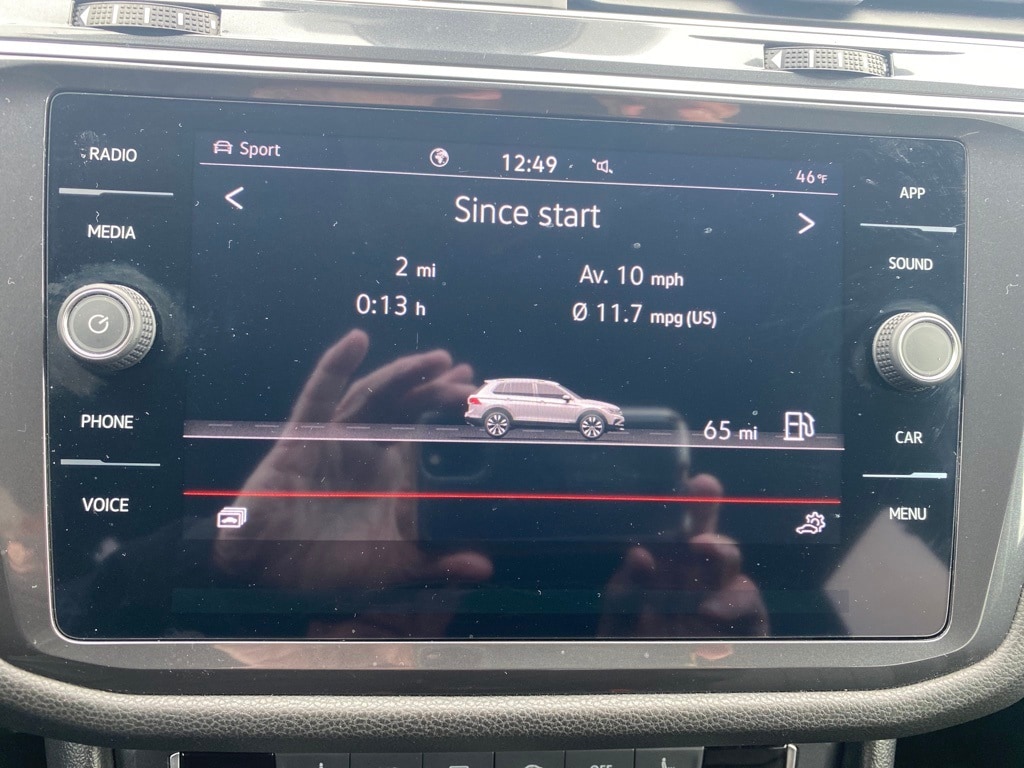 RADIO
MEDIA
PHONE
VOICE
Sport
12:49
46°F
<
Since start
>
2 mi
Av. 10 mph
0:13 h
Ø 11.7 mpg (US)
65 mi
APP
SOUND
CAR
MENU
OFF